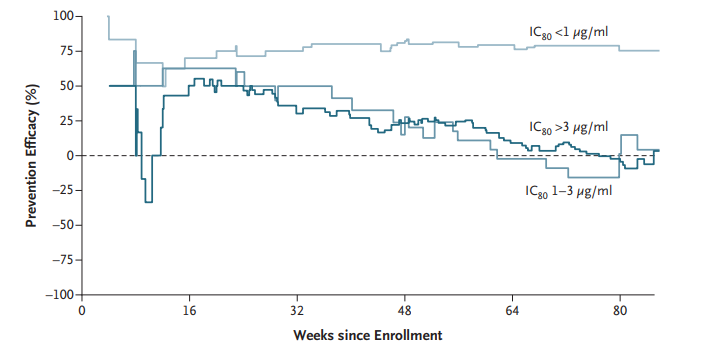 100
75
50
25
0
−25
−50
−75
−100
Prevention Efficacy (%)
IC80 <1 µg/ml
IC80 >3 µg/ml
IC80 1–3 µg/ml
0 16 32 48 64 80
Weeks since Enrollment